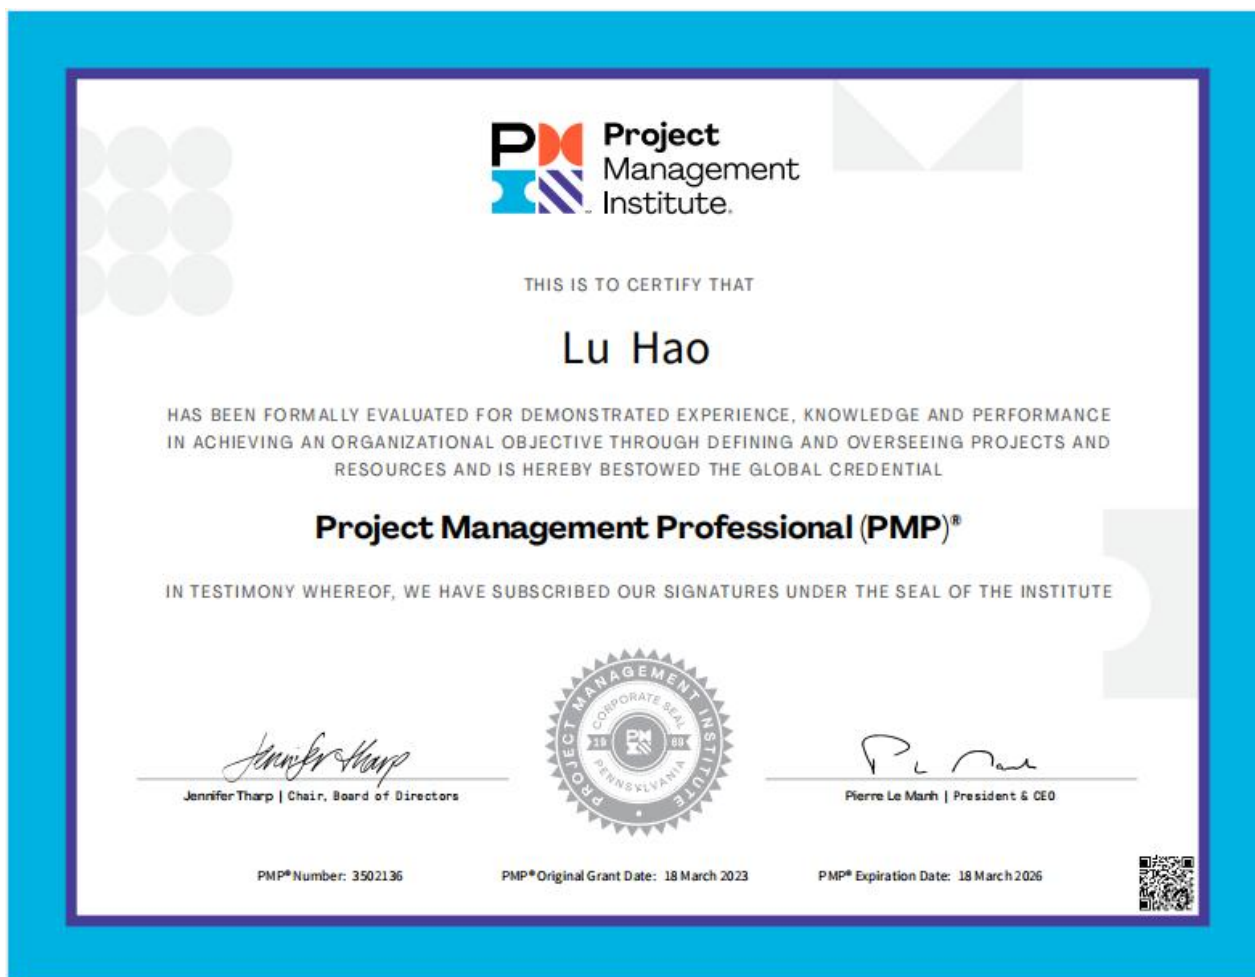 PM
Project
Management
Institute.
THIS IS TO CERTIFY THAT
Lu Hao
HAS BEEN FORMALLY EVALUATED FOR DEMONSTRATED EXPERIENCE, KNOWLEDGE AND PERFORMANCE
IN ACHIEVING AN ORGANIZATIONAL OBJECTIVE THROUGH DEFINING AND OVERSEEING PROJECTS AND
RESOURCES AND IS HEREBY BESTOWED THE GLOBAL CREDENTIAL
Project Management Professional (PMP)®
IN TESTIMONY WHEREOF, WE HAVE SUBSCRIBED OUR SIGNATURES UNDER THE SEAL OF THE INSTITUTE
PROJECT MANAGEMENT INSTITUTE
CORPORATE SEAL
1969
PENNSYLVANIA
Jennifer Tharp
Jennifer Tharp | Chair, Board of Directors
Pierre Le Manh | President & CEO
PMP® Number: 3502136
PMP® Original Grant Date: 18 March 2023
PMP® Expiration Date: 18 March 2026